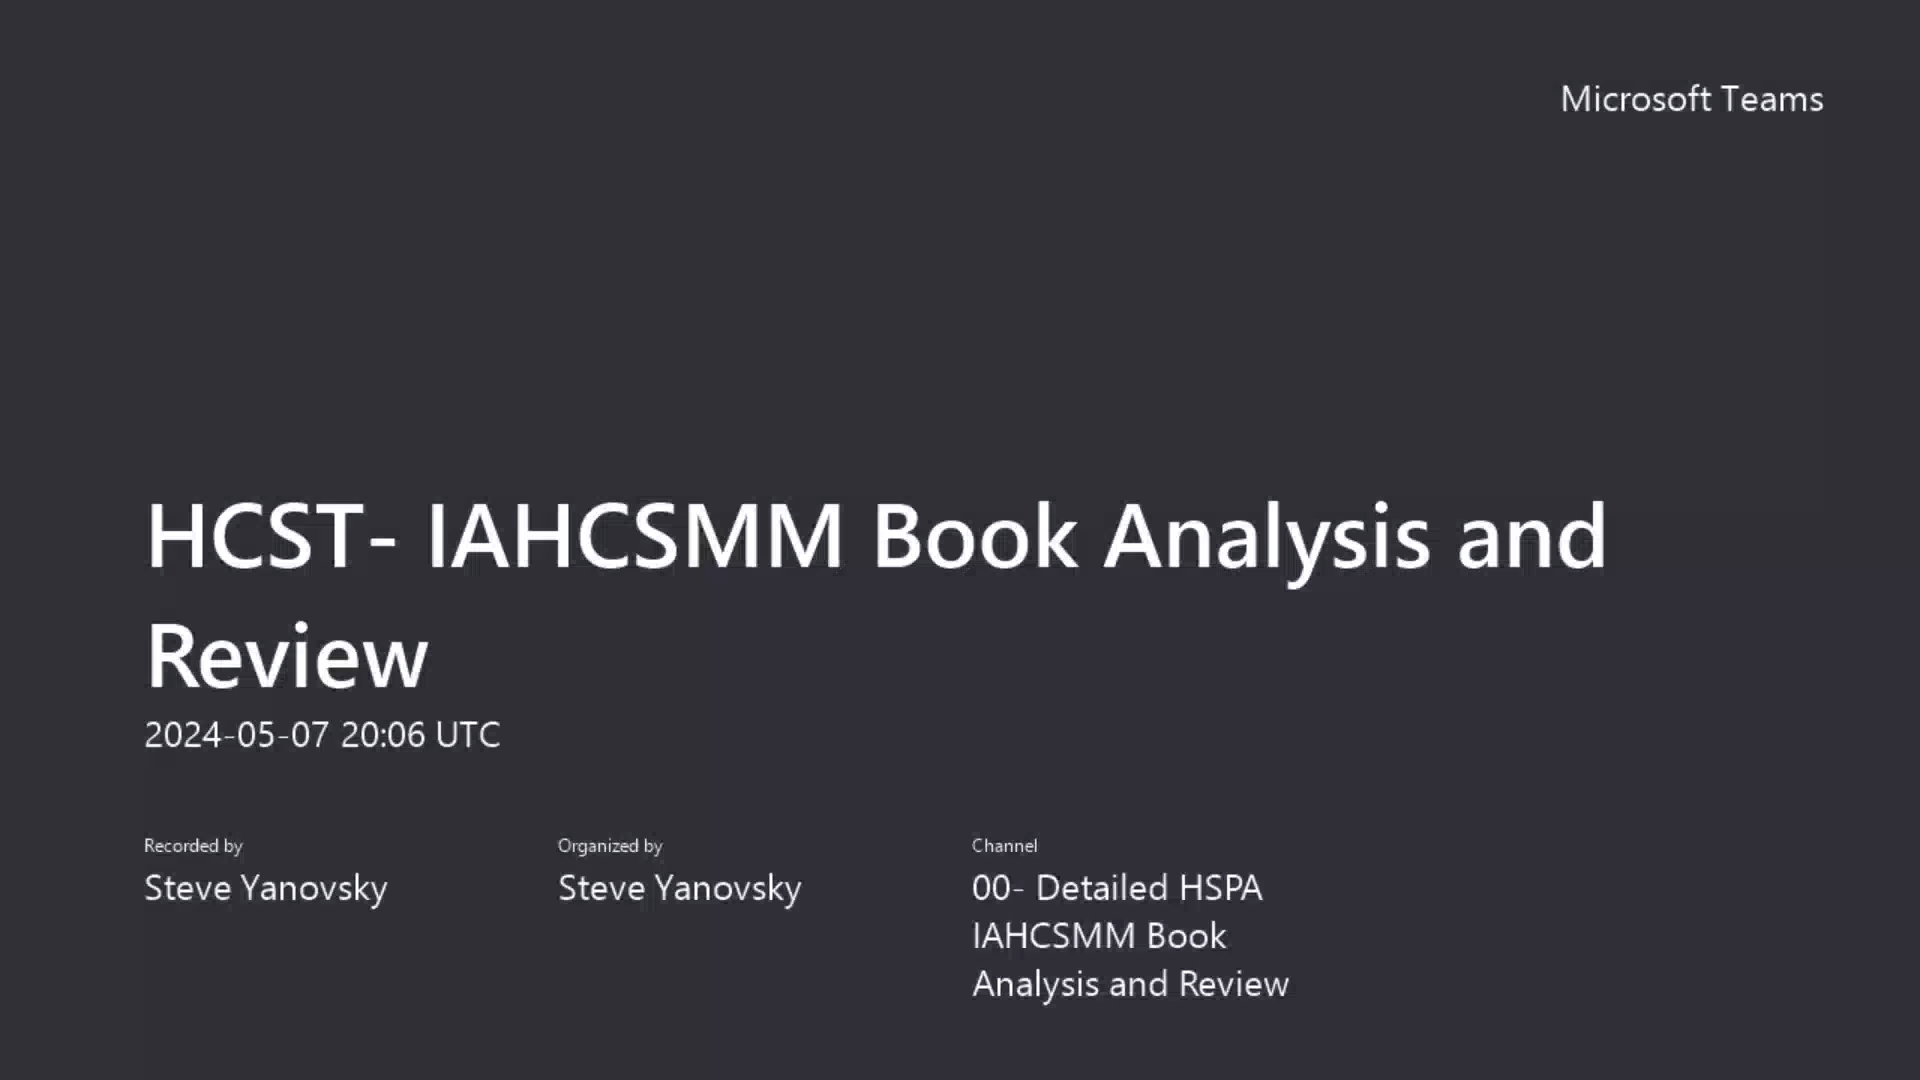 Microsoft Teams
HCST- IAHCSMM Book Analysis and
Review
2024-05-07 20:06 UTC
Recorded by
Steve Yanovsky
Organized by
Steve Yanovsky
Channel
00- Detailed HSPA
IAHCSMM Book
Analysis and Review